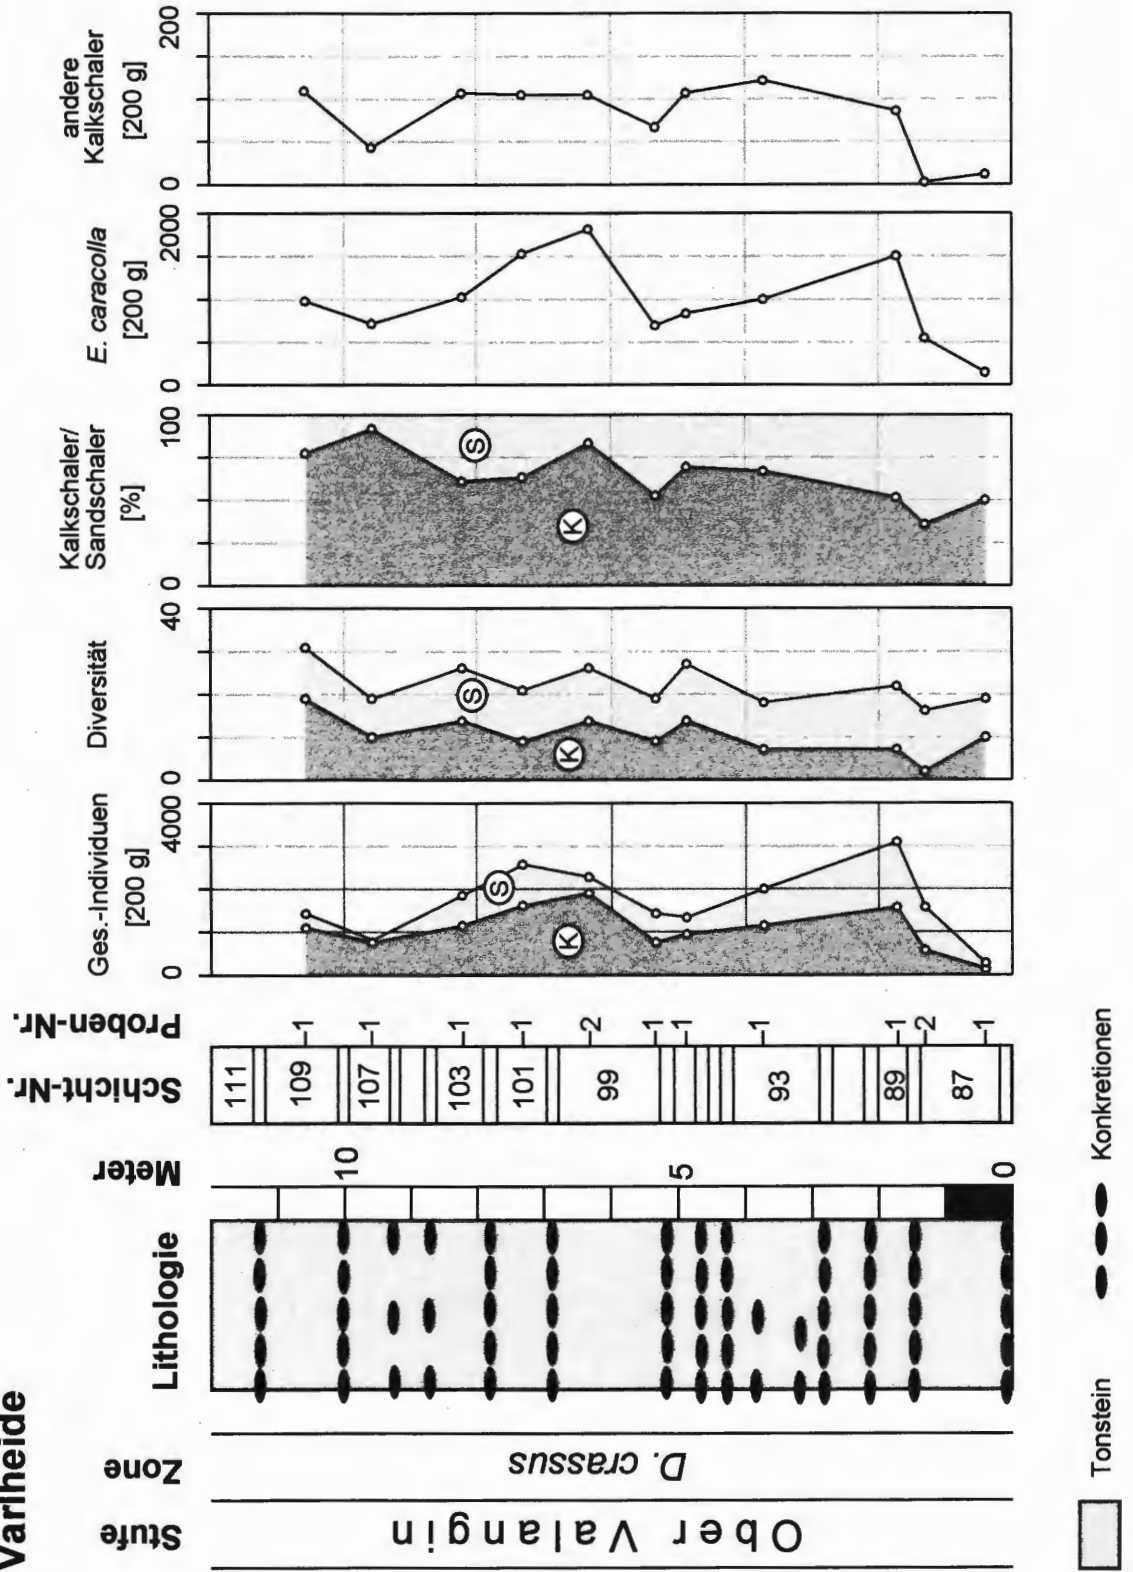 Varlheide
Stufe
Zone
Lithologie
Meter
Schicht-Nr.
Proben-Nr.
Ges.-Individuen
[200 g]
Diversität
Kalkschaler/
Sandschaler
[%]
E. caracolla
[200 g]
andere
Kalkschaler
[200 g]
0
4000
0
40
0
100
0
2000
0
200
Ober Valangin
D. crassus
10
5
0
111
109
107
103
101
99
93
89
87
1
1
1
1
2
1
1
1
1
2
1
S
K
S
K
S
K
Tonstein
Konkretionen